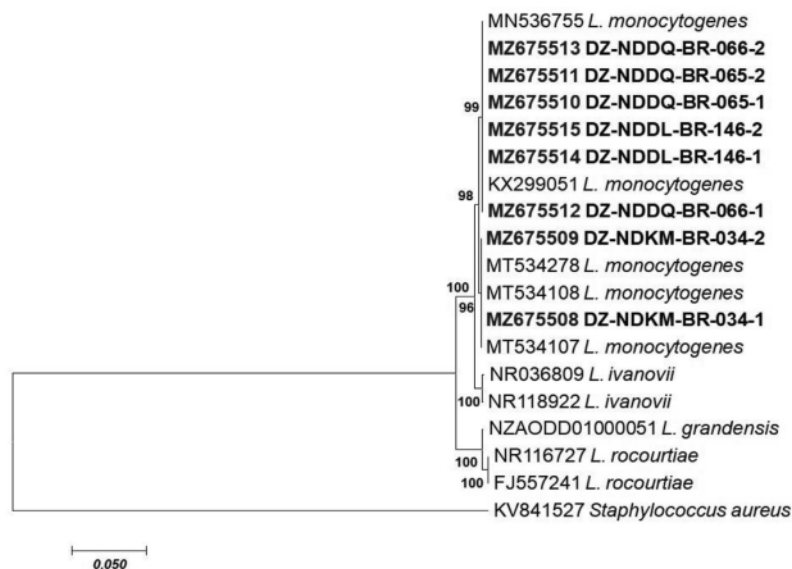 MN536755 L. monocytogenes
MZ675513 DZ-NDDQ-BR-066-2
MZ675511 DZ-NDDQ-BR-065-2
MZ675510 DZ-NDDQ-BR-065-1
99
MZ675515 DZ-NDDL-BR-146-2
MZ675514 DZ-NDDL-BR-146-1
KX299051 L. monocytogenes
98
MZ675512 DZ-NDDQ-BR-066-1
MZ675509 DZ-NDKM-BR-034-2
MT534278 L. monocytogenes
100
MT534108 L. monocytogenes
96
MZ675508 DZ-NDKM-BR-034-1
MT534107 L. monocytogenes
NR036809 L. ivanovii
100
NR118922 L. ivanovii
NZAODD01000051 L. grandensis
100
NR116727 L. rocourtiae
100
FJ557241 L. rocourtiae
KV841527 Staphylococcus aureus
0.050